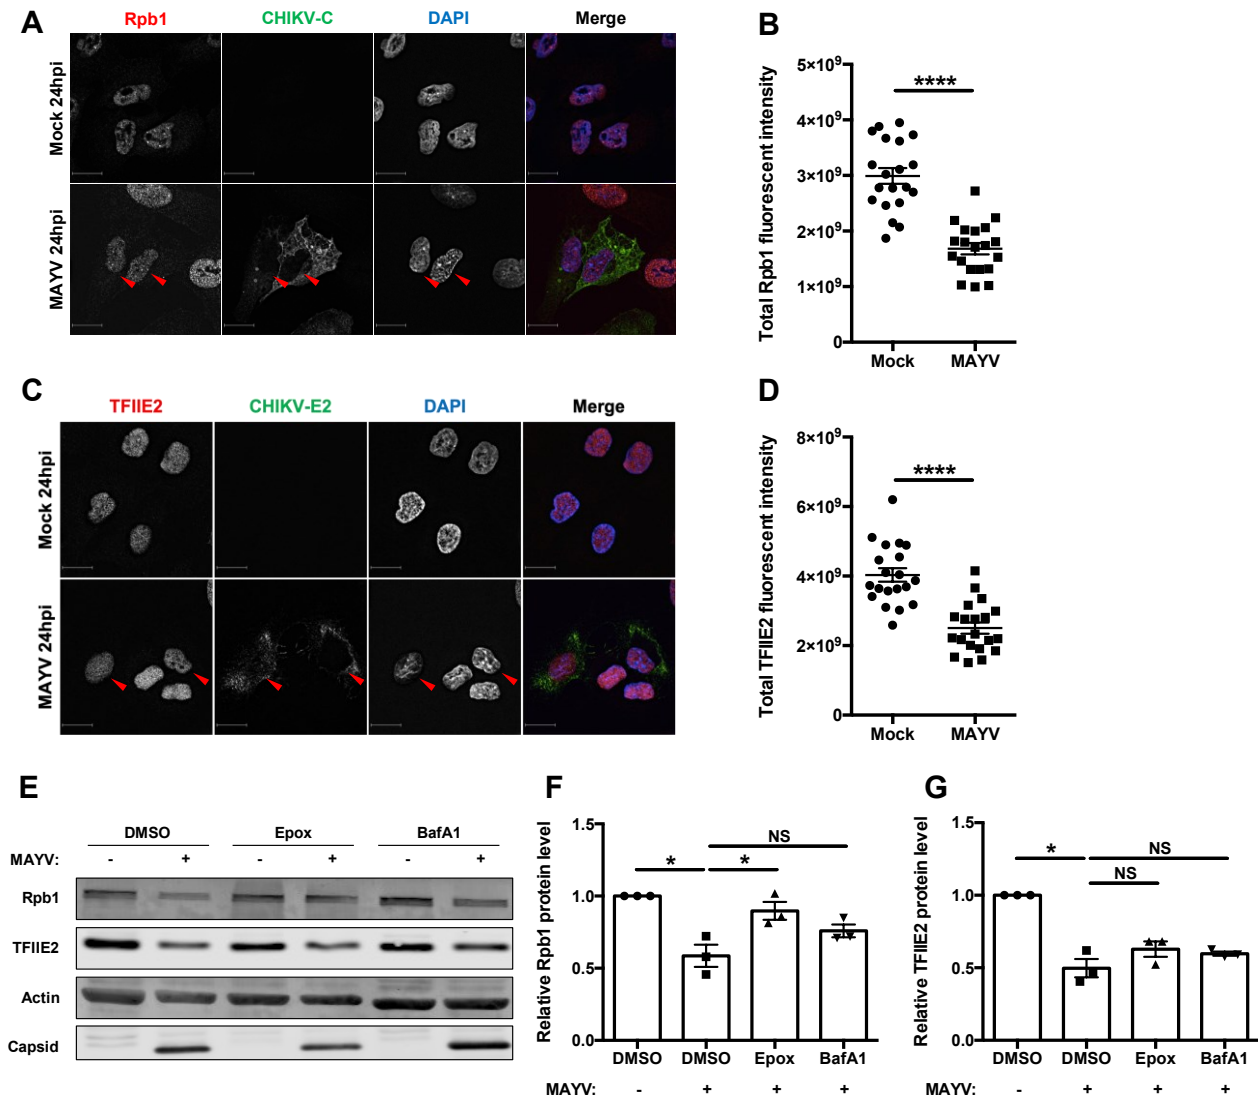 A
Rpb1 CHIKV-C DAPI Merge
Mock 24hpi
MAYV 24hpi
B
Total Rpb1 fluorescent intensity
5×10⁹
4×10⁹
3×10⁹
2×10⁹
1×10⁹
0
****
Mock MAYV
C
TFIIE2 CHIKV-E2 DAPI Merge
Mock 24hpi
MAYV 24hpi
D
Total TFIIE2 fluorescent intensity
8×10⁹
6×10⁹
4×10⁹
2×10⁹
0
****
Mock MAYV
E
DMSO Epox BafA1
MAYV: - + - + - +
Rpb1
TFIIE2
Actin
Capsid
F
Relative Rpb1 protein level
1.5
1.0
0.5
0.0
NS
* *
DMSO DMSO Epox BafA1
MAYV: - + + +
G
Relative TFIIE2 protein level
1.5
1.0
0.5
0.0
* NS
NS
DMSO DMSO Epox BafA1
MAYV: - + + +